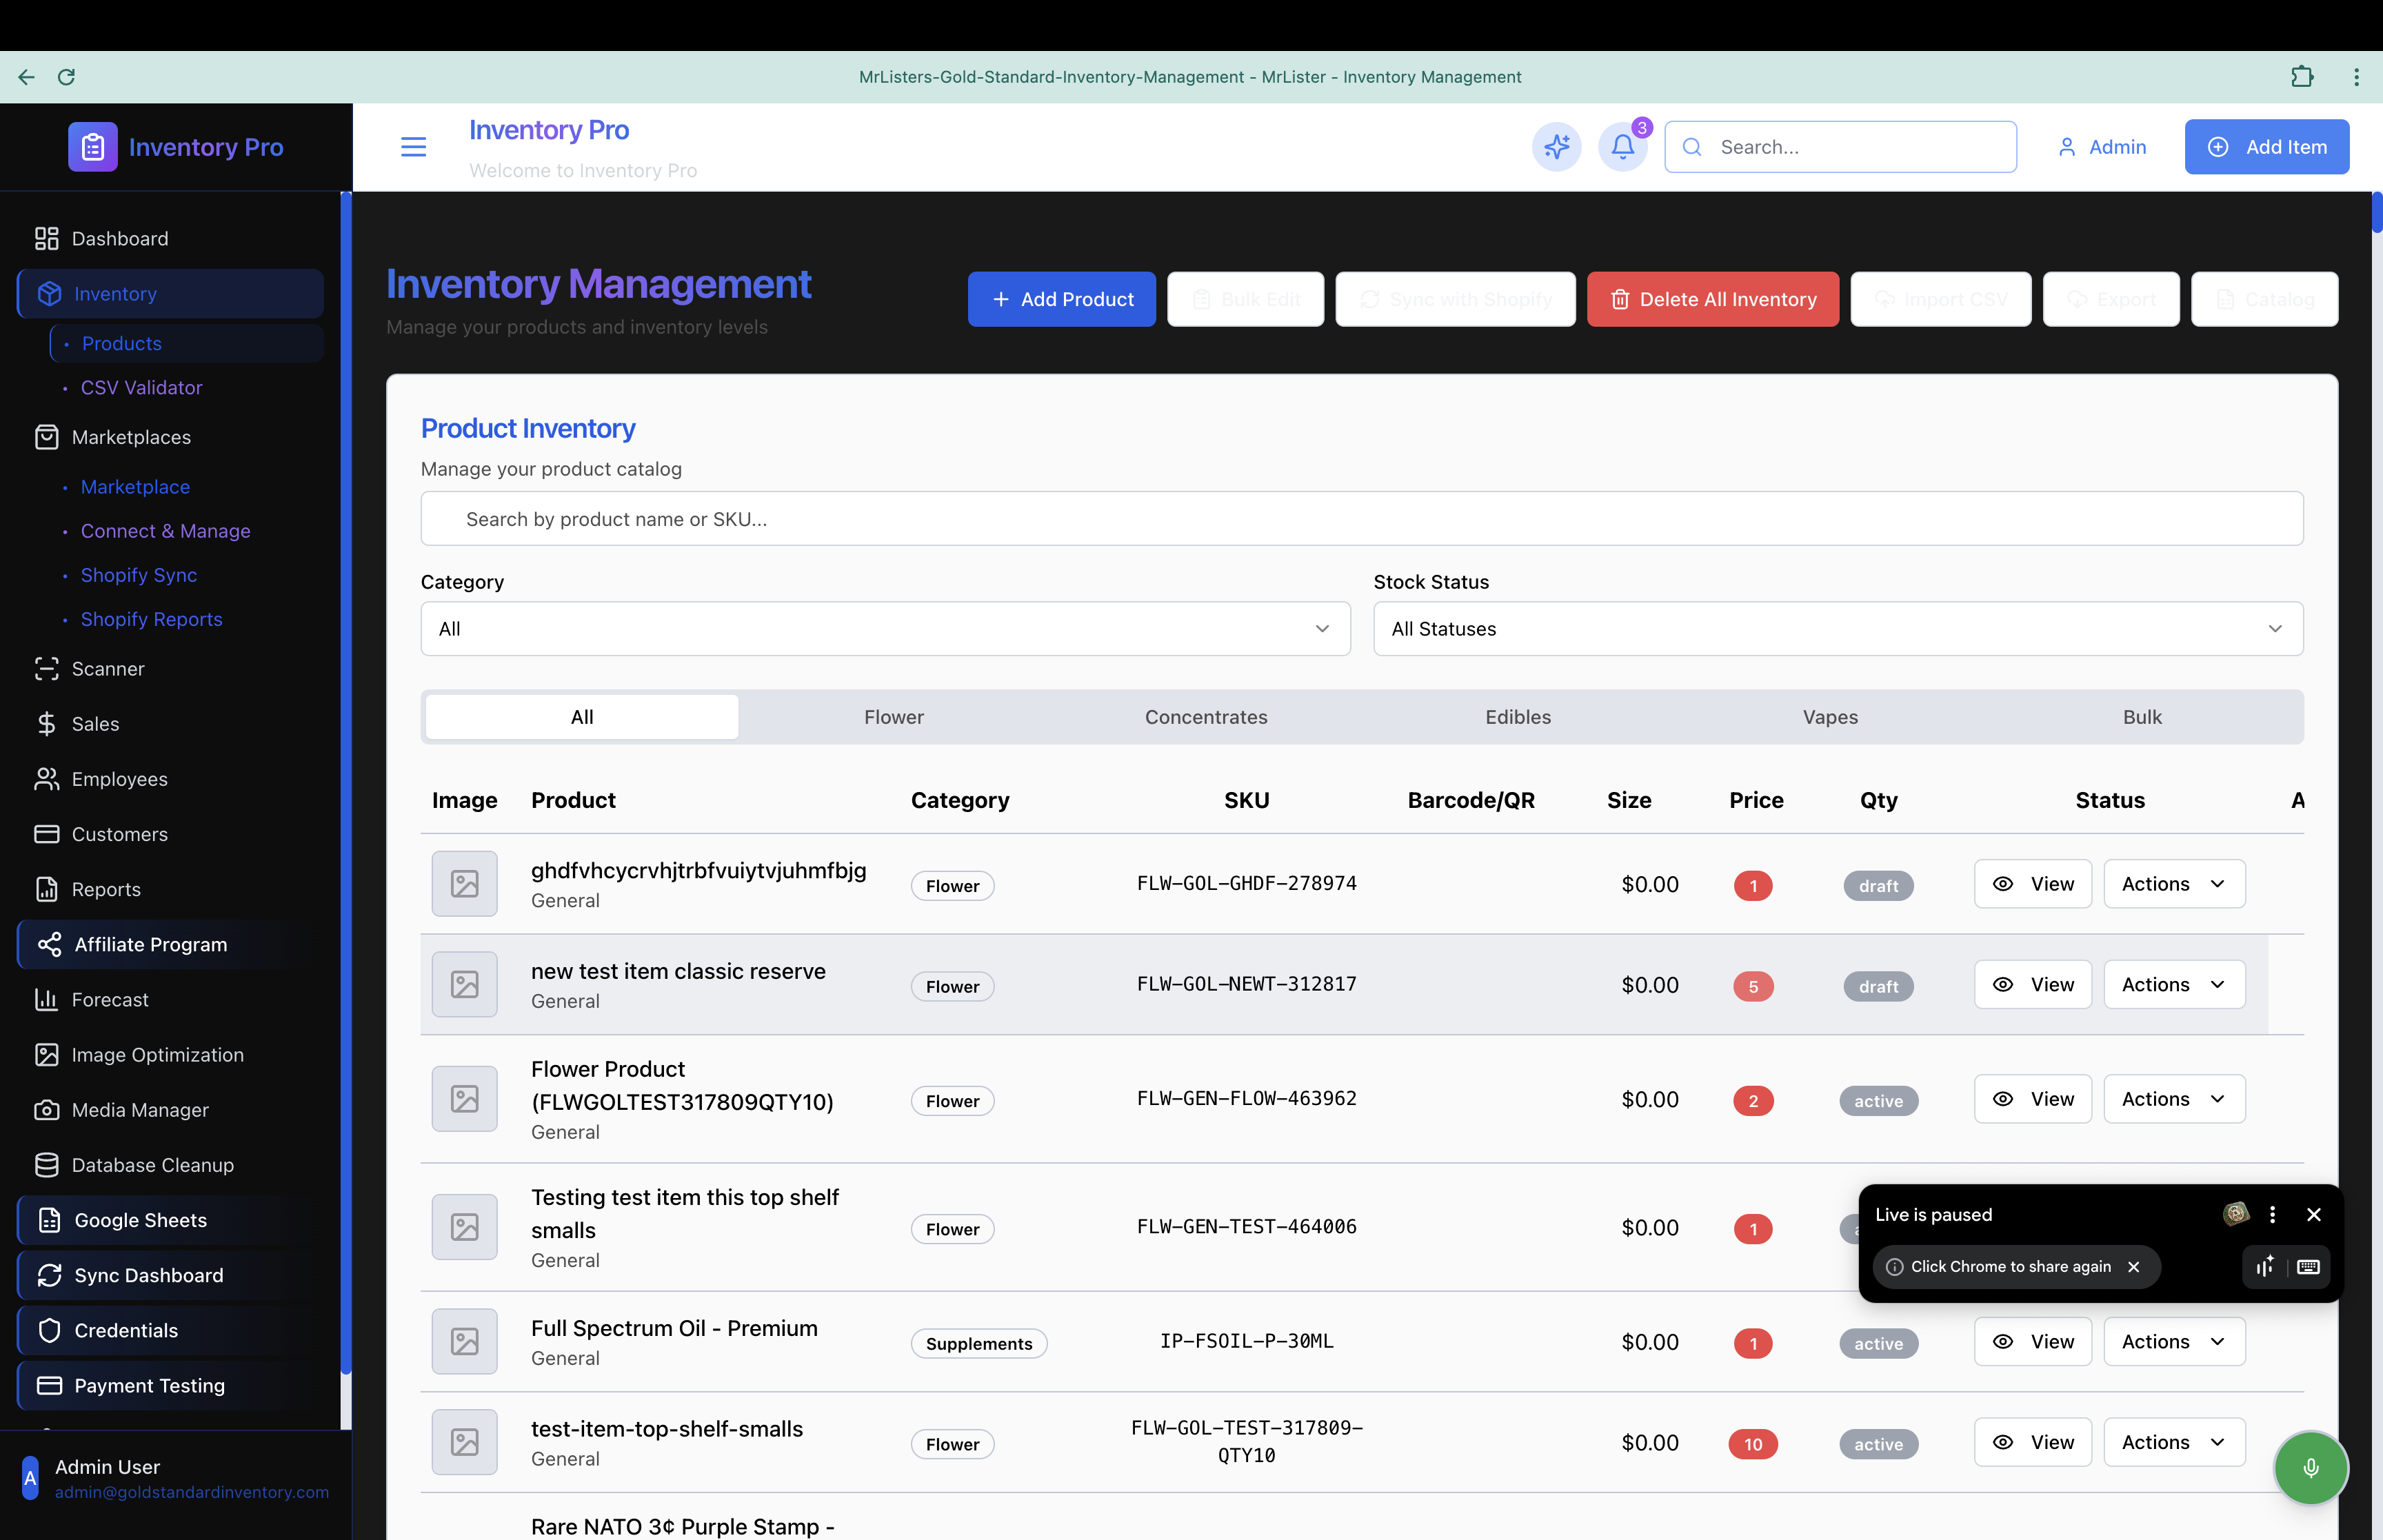 MrListers-Gold-Standard-Inventory-Management - MrLister - Inventory Management
Inventory Pro
Inventory Pro
Welcome to Inventory Pro
3
Search...
Admin
Add Item
Dashboard
Inventory
• Products
• CSV Validator
Marketplaces
• Marketplace
• Connect & Manage
• Shopify Sync
• Shopify Reports
Scanner
Sales
Employees
Customers
Reports
Affiliate Program
Forecast
Image Optimization
Media Manager
Database Cleanup
Google Sheets
Sync Dashboard
Credentials
Payment Testing
A
Admin User
admin@goldstandardinventory.com
Inventory Management
Manage your products and inventory levels
Add Product
Bulk Edit
Sync with Shopify
Delete All Inventory
Import CSV
Export
Catalog
Product Inventory
Manage your product catalog
Search by product name or SKU...
Category
All
Stock Status
All Statuses
All Flower Concentrates Edibles Vapes Bulk
Image Product Category SKU Barcode/QR Size Price Qty Status A
ghdfvhcycrvhjtrbfvuiytvjuhmfbjg
General
Flower FLW-GOL-GHDF-278974 $0.00 1 draft View Actions
new test item classic reserve
General
Flower FLW-GOL-NEWT-312817 $0.00 5 draft View Actions
Flower Product
(FLWGOLTEST317809QTY10)
General
Flower FLW-GEN-FLOW-463962 $0.00 2 active View Actions
Testing test item this top shelf
smalls
General
Flower FLW-GEN-TEST-464006 $0.00 1
Full Spectrum Oil - Premium
General
Supplements IP-FSOIL-P-30ML $0.00 1 active View Actions
test-item-top-shelf-smalls
General
Flower FLW-GOL-TEST-317809-
QTY10
$0.00 10 active View Actions
Rare NATO 3¢ Purple Stamp -
Live is paused
Click Chrome to share again